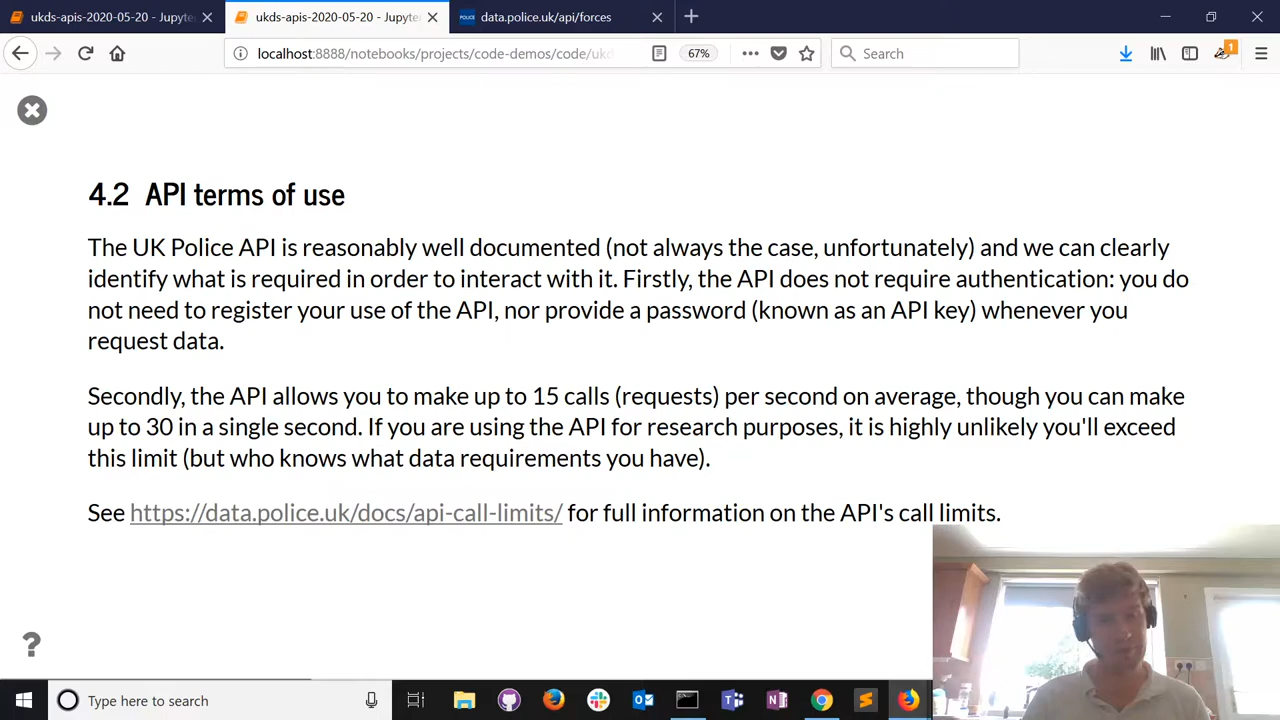 ukds-apis-2020-05-20 - Jupyte
ukds-apis-2020-05-20 - Jupyte
POLICE data.police.uk/api/forces
localhost:8888/notebooks/projects/code-demos/code/ukd
67%
Search
1
4.2 API terms of use
The UK Police API is reasonably well documented (not always the case, unfortunately) and we can clearly
identify what is required in order to interact with it. Firstly, the API does not require authentication: you do
not need to register your use of the API, nor provide a password (known as an API key) whenever you
request data.
Secondly, the API allows you to make up to 15 calls (requests) per second on average, though you can make
up to 30 in a single second. If you are using the API for research purposes, it is highly unlikely you'll exceed
this limit (but who knows what data requirements you have).
See https://data.police.uk/docs/api-call-limits/ for full information on the API's call limits.
?
Type here to search